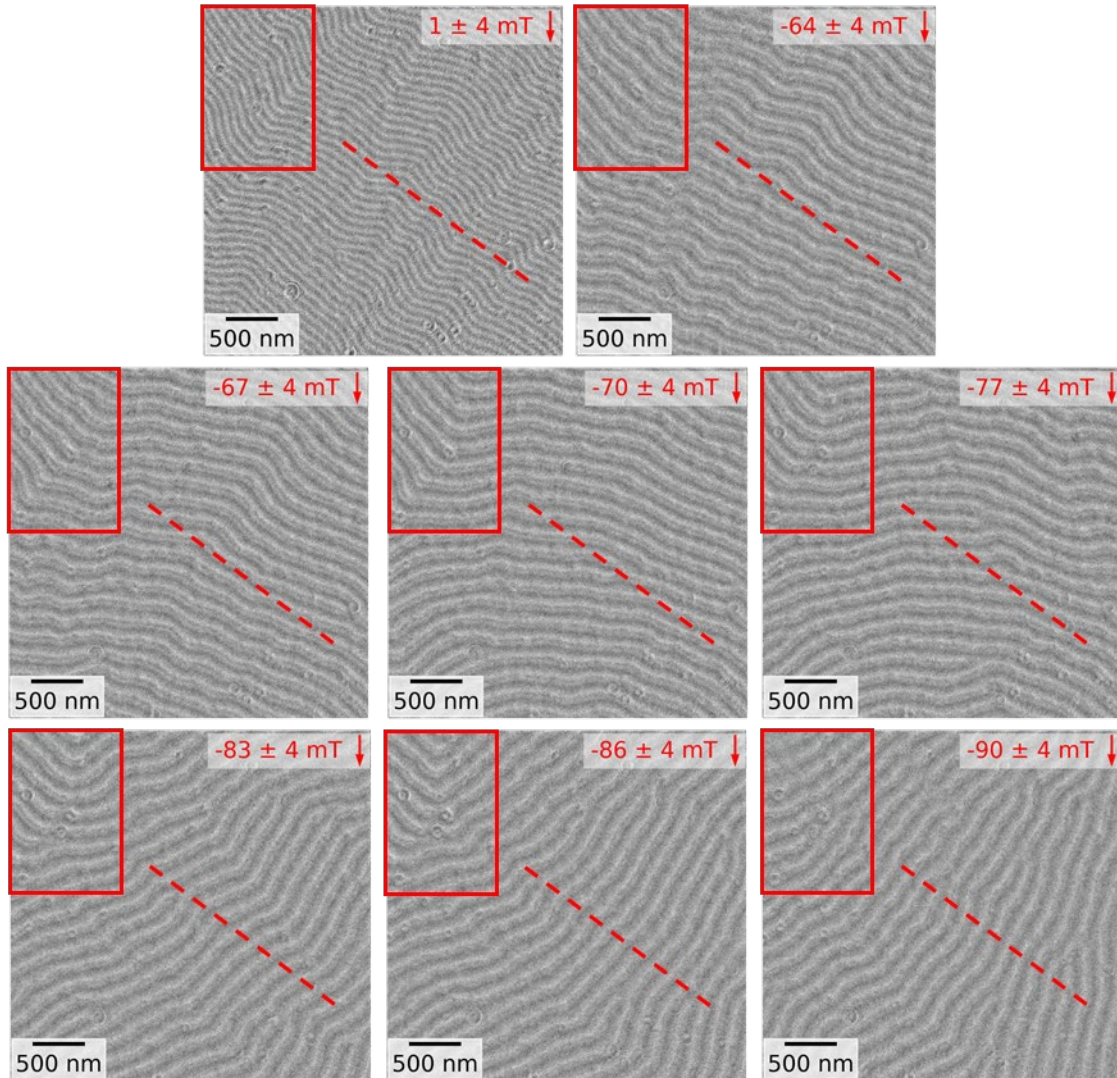 1 ± 4 mT ↓
-64 ± 4 mT ↓
500 nm
500 nm
-67 ± 4 mT ↓
-70 ± 4 mT ↓
-77 ± 4 mT ↓
500 nm
500 nm
500 nm
-83 ± 4 mT ↓
-86 ± 4 mT ↓
-90 ± 4 mT ↓
500 nm
500 nm
500 nm